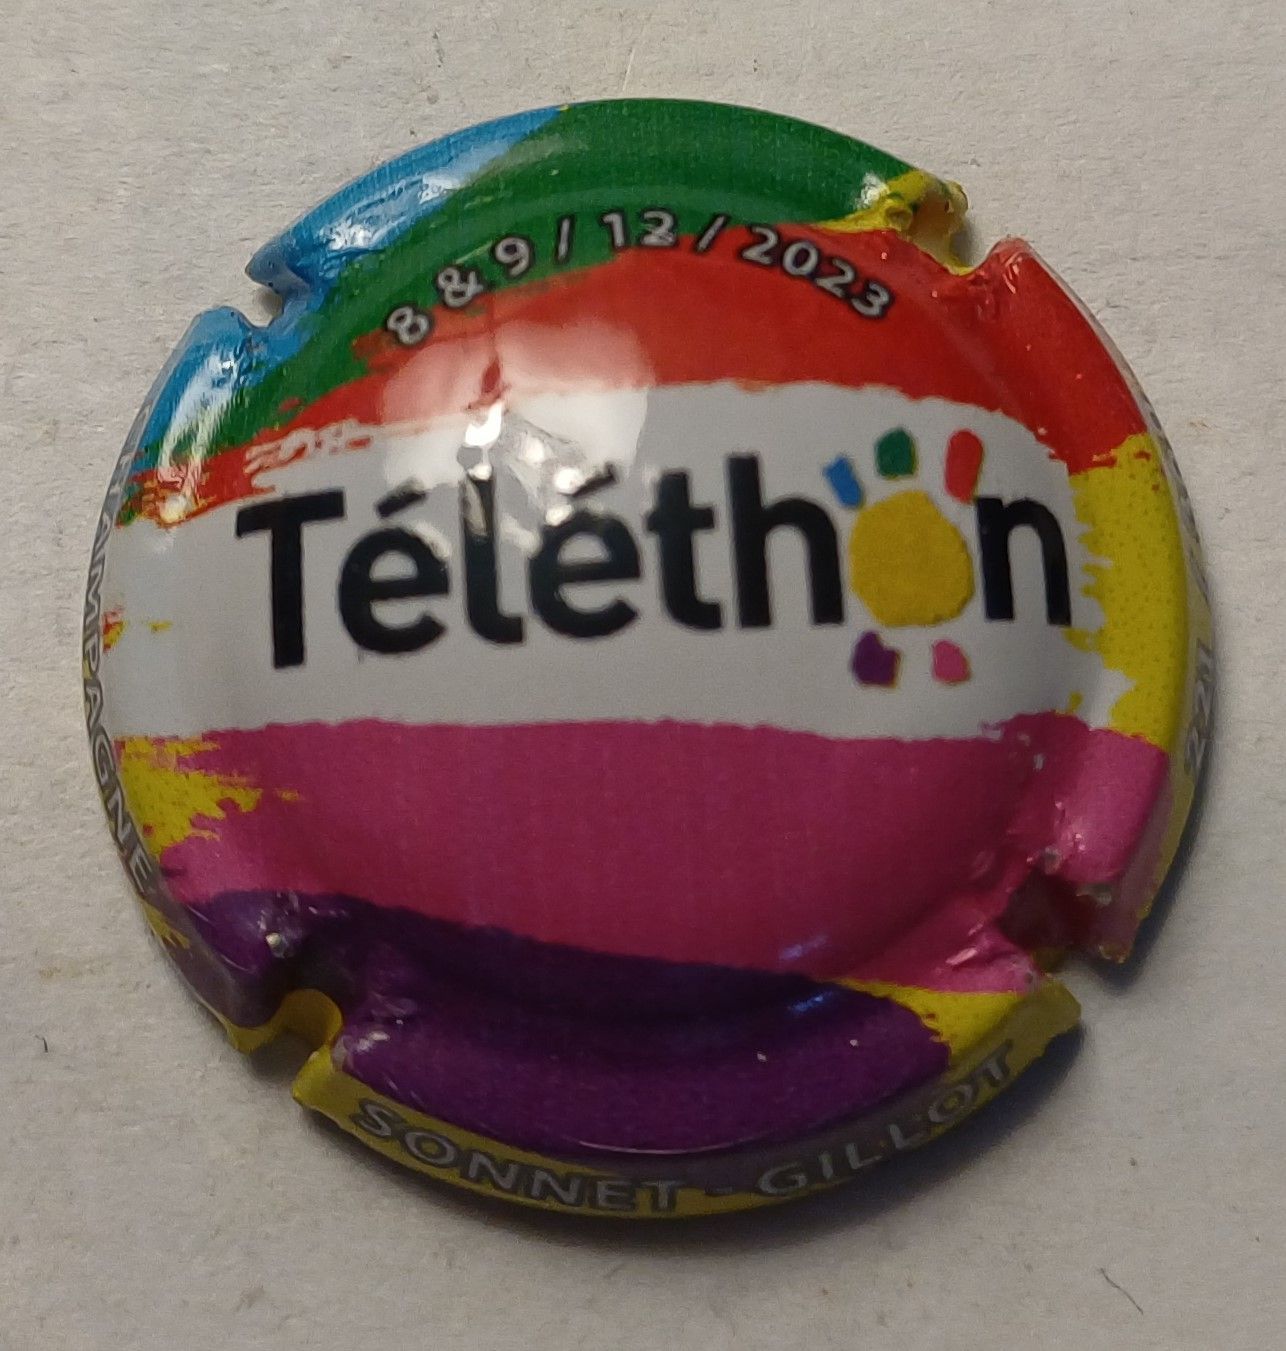 8 & 9 / 12 / 2023
Téléthon
CHAMPAGNE
SONNET - GILLOT